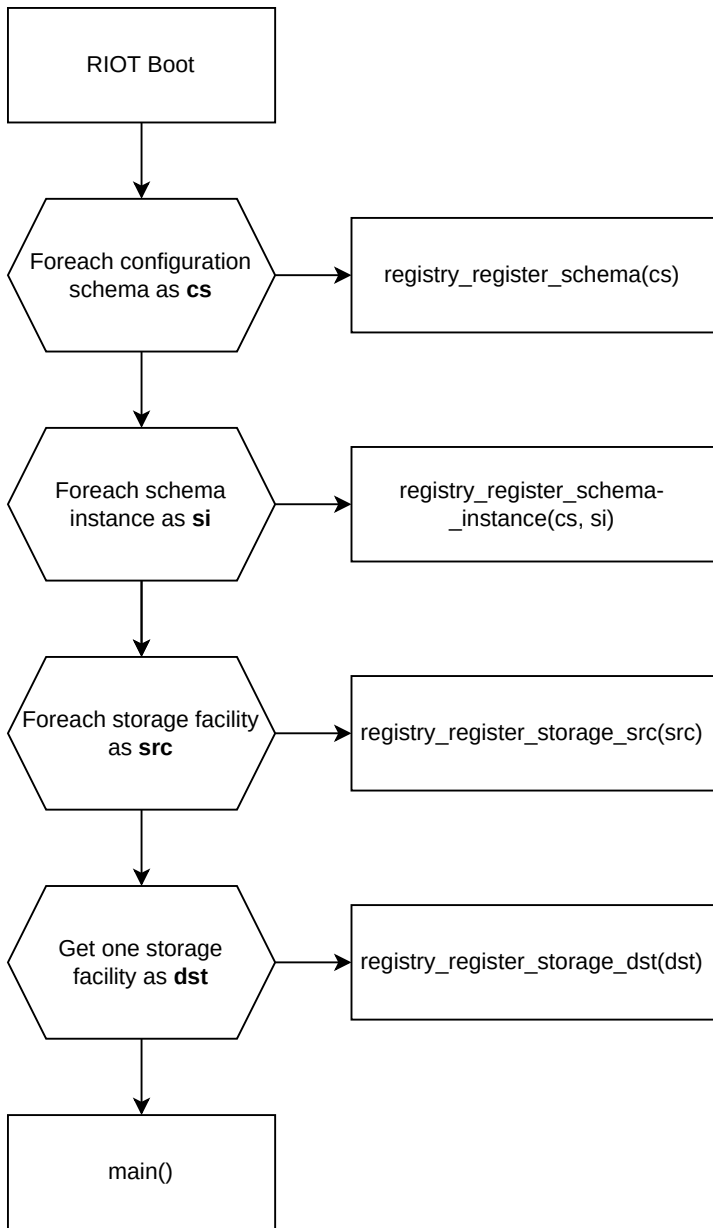 RIOT Boot
Foreach configuration
schema as cs
registry_register_schema(cs)
Foreach schema
instance as si
registry_register_schema-
_instance(cs, si)
Foreach storage facility
as src
registry_register_storage_src(src)
Get one storage
facility as dst
registry_register_storage_dst(dst)
main()